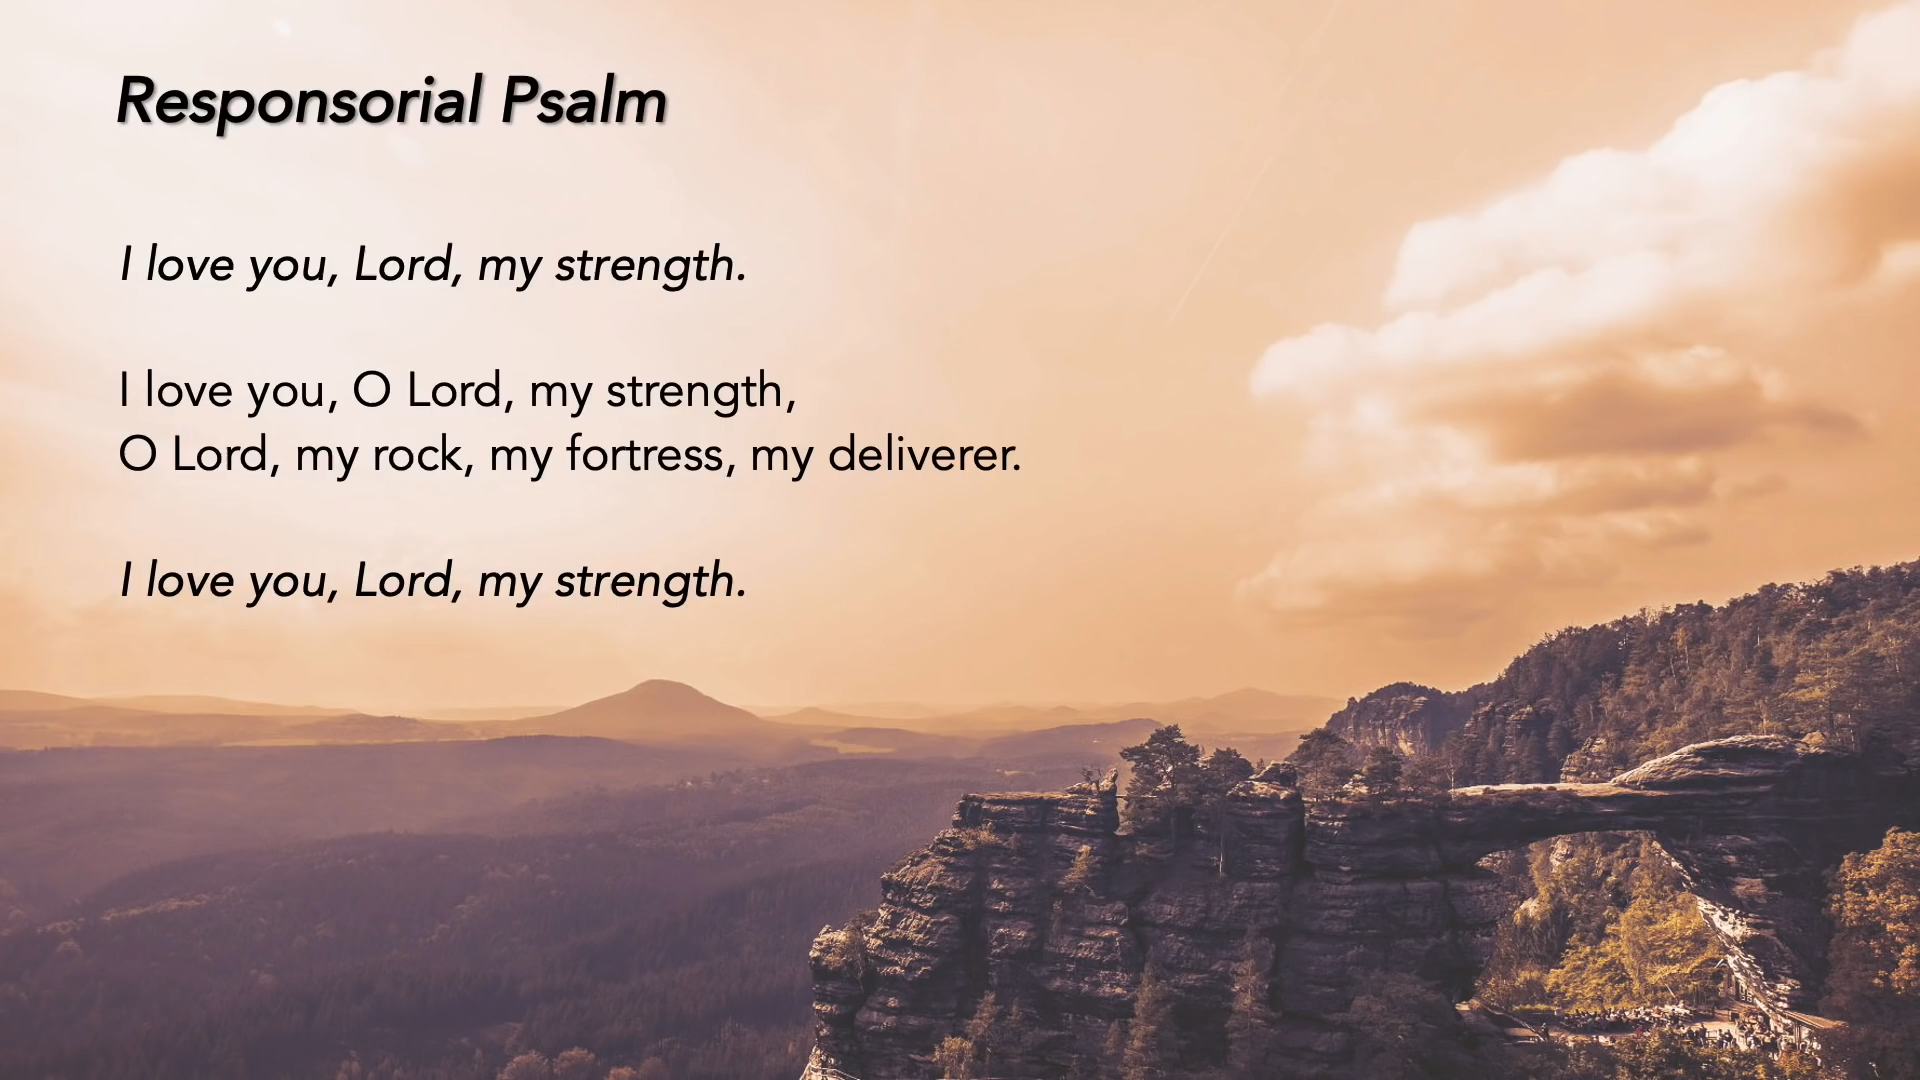 Responsorial Psalm
I love you, Lord, my strength.
I love you, O Lord, my strength,
O Lord, my rock, my fortress, my deliverer.
I love you, Lord, my strength.